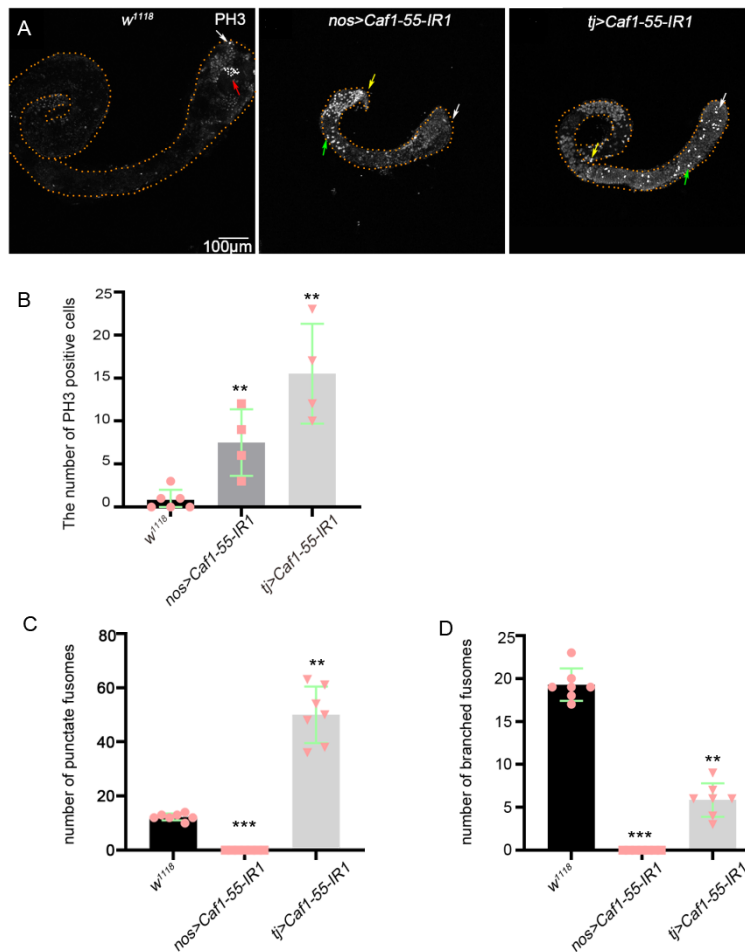 A
w1118
PH3
nos>Caf1-55-IR1
tj>Caf1-55-IR1
100μm
B
The number of PH3 positive cells
25
20
15
10
5
0
**
**
w1118
nos>Caf1-55-IR1
tj>Caf1-55-IR1
C
number of punctate fusomes
80
60
40
20
0
***
**
w1118
nos>Caf1-55-IR1
tj>Caf1-55-IR1
D
number of branched fusomes
25
20
15
10
5
0
***
**
w1118
nos>Caf1-55-IR1
tj>Caf1-55-IR1